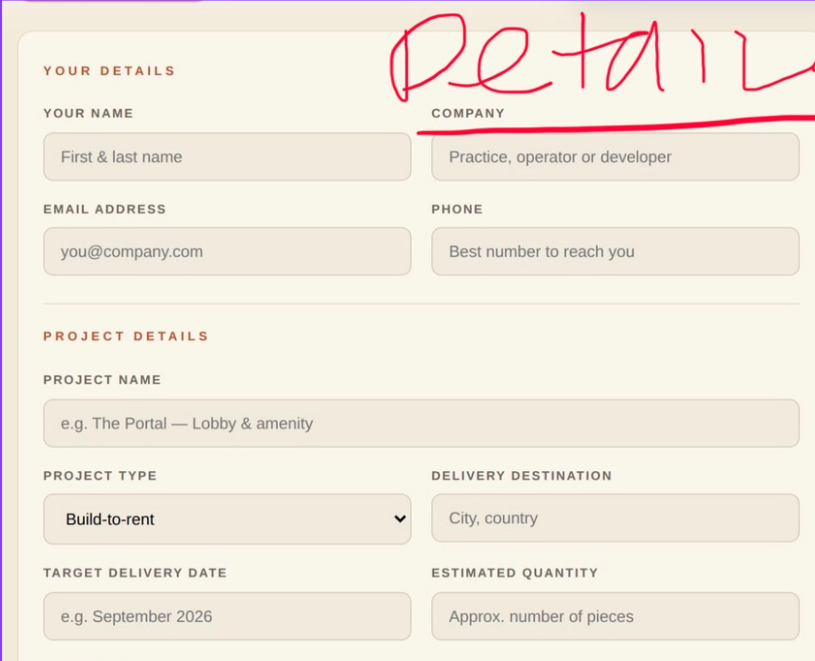 Details
YOUR DETAILS
YOUR NAME
COMPANY
First & last name
Practice, operator or developer
EMAIL ADDRESS
PHONE
you@company.com
Best number to reach you
PROJECT DETAILS
PROJECT NAME
e.g. The Portal — Lobby & amenity
PROJECT TYPE
DELIVERY DESTINATION
Build-to-rent
City, country
TARGET DELIVERY DATE
ESTIMATED QUANTITY
e.g. September 2026
Approx. number of pieces